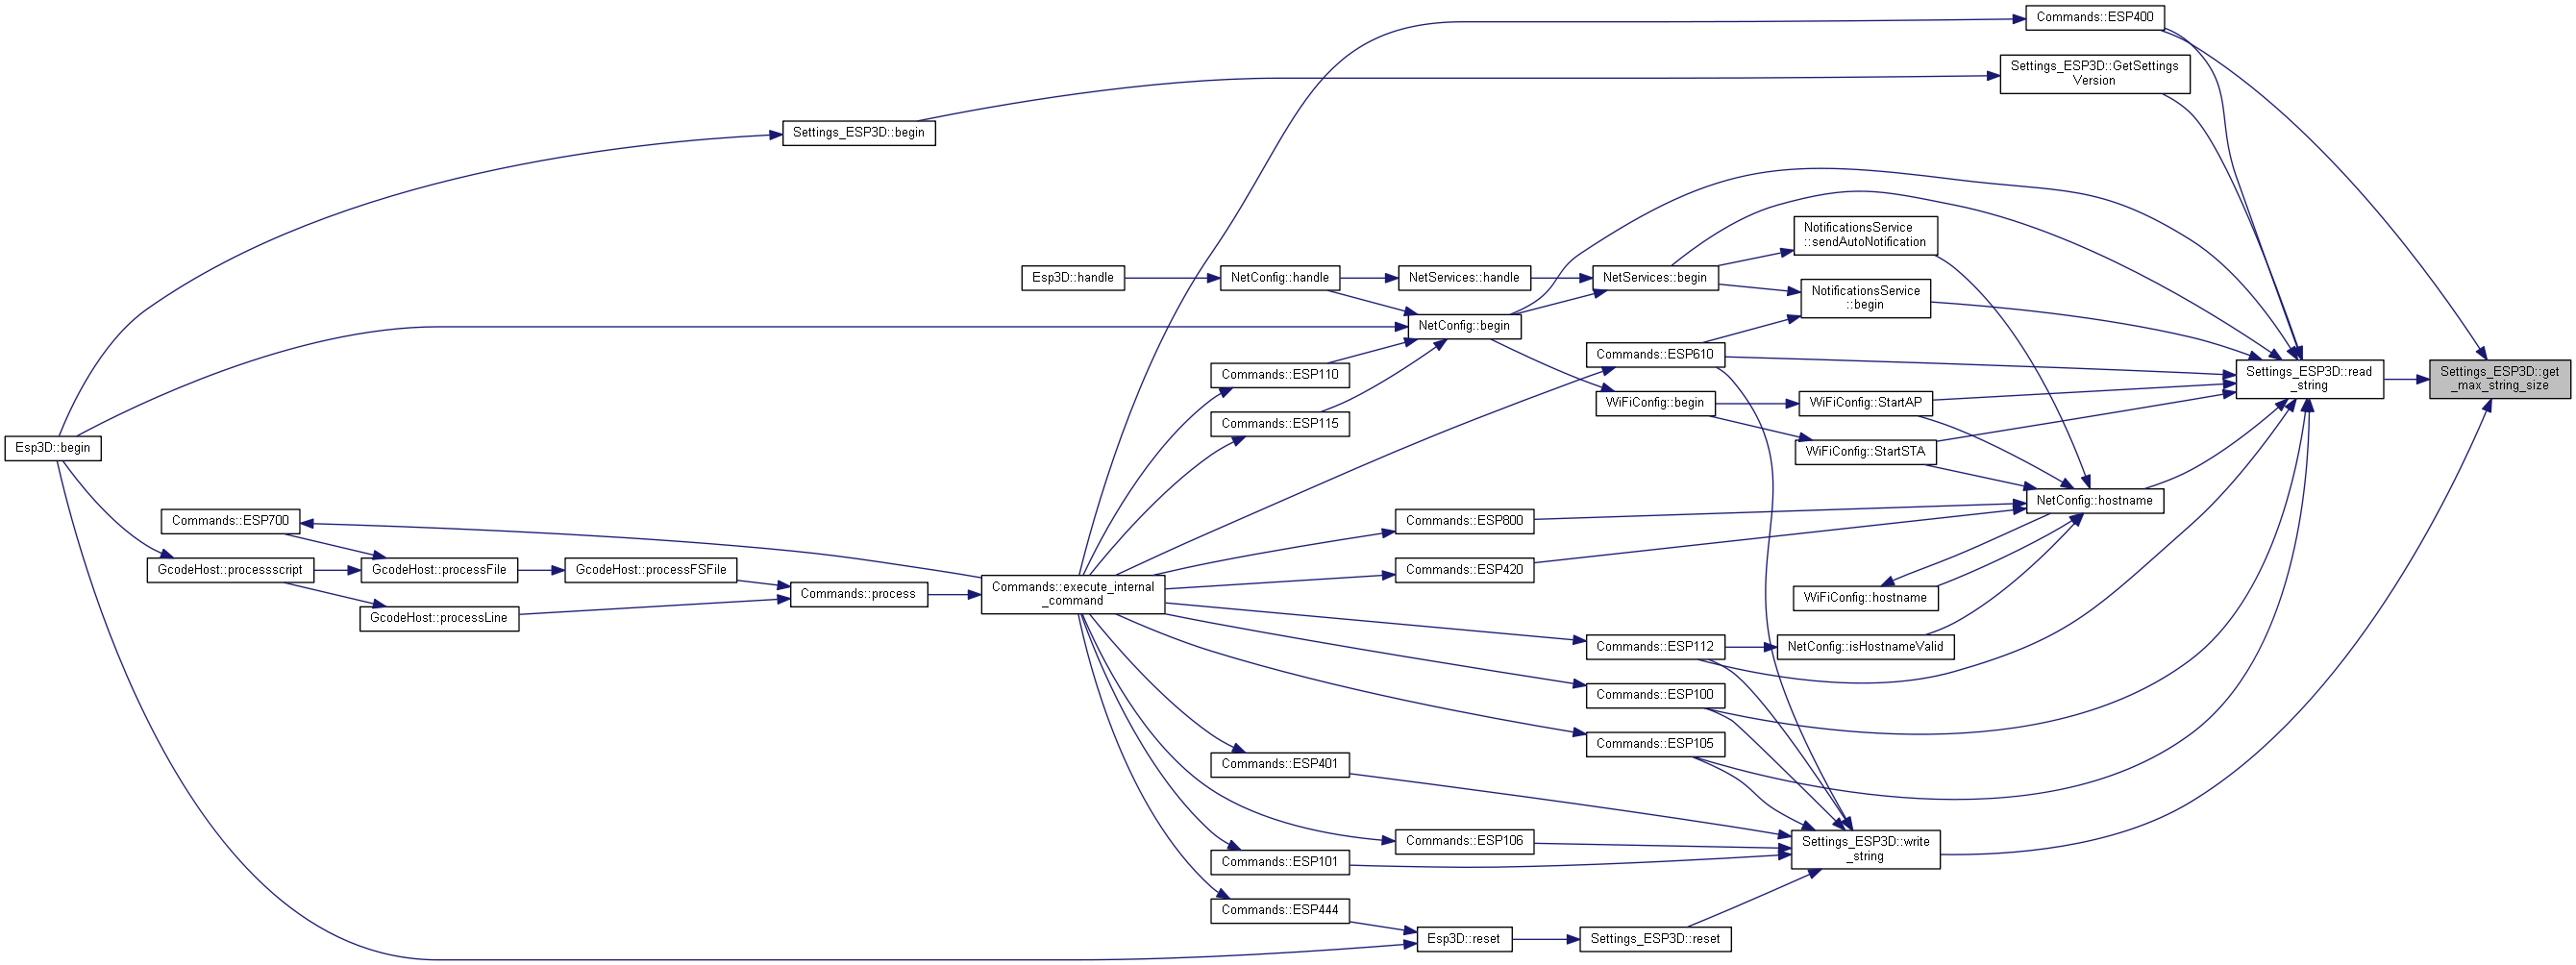 Commands::ESP400
Settings_ESP3D::GetSettings
Version
Settings_ESP3D::begin
NotificationsService
::sendAutoNotification
Esp3D::handle
NetConfig::handle
NetServices::handle
NetServices::begin
NotificationsService
::begin
NetConfig::begin
Commands::ESP610
Commands::ESP110
Settings_ESP3D::read
_string
Settings_ESP3D::get
_max_string_size
WiFiConfig::begin
WiFiConfig::StartAP
Commands::ESP115
Esp3D::begin
WiFiConfig::StartSTA
NetConfig::hostname
Commands::ESP700
Commands::ESP800
GcodeHost::processscript
GcodeHost::processFile
GcodeHost::processFSFile
Commands::ESP420
Commands::process
Commands::execute_internal
_command
WiFiConfig::hostname
GcodeHost::processLine
Commands::ESP112
NetConfig::isHostnameValid
Commands::ESP100
Commands::ESP105
Commands::ESP401
Commands::ESP106
Settings_ESP3D::write
_string
Commands::ESP101
Commands::ESP444
Esp3D::reset
Settings_ESP3D::reset